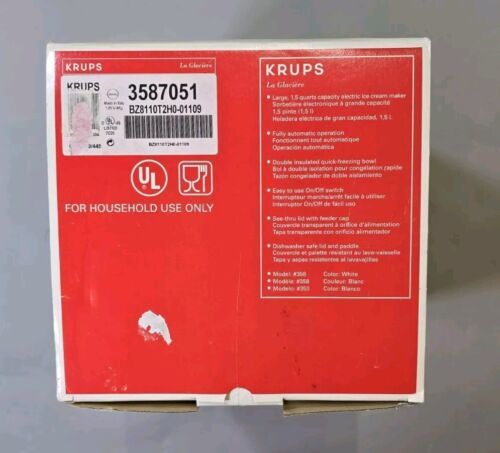 KRUPS
La Glacière
KRUPS
Made in Italy
3587051
BZ8110T2H0-01109
LISTED
BZ8110T2H0-01109
UL
FOR HOUSEHOLD USE ONLY
KRUPS
La Glacière
• Large, 1.5 quarts capacity electric ice cream maker
Sorbetière électronique à grande capacité
1,5 pinte (1,5 l)
Heladera eléctrica de gran capacidad, 1,5 l.
• Fully automatic operation
Fonctionnent tout automatique
Operación automática
• Double insulated quick-freezing bowl
Bol à double isolation pour congélation rapide
Tazón congelador de doble aislamiento
• Easy to use On/Off switch
Interrupteur marche/arrêt facile à utiliser
Interruptor On/Off de fácil uso
• See-thru lid with feeder cap
Couvercle transparent à orifice d'alimentation
Tapa transparente con orificio alimentador
• Dishwasher safe lid and paddle
Couvercle et palette résistant au lave-vaisselle
Tapa y aspas resistentes al lavavajillas
• Model: #358 Color: White
• Modèle: #358 Couleur: Blanc
• Modelo: #358 Color: Blanco